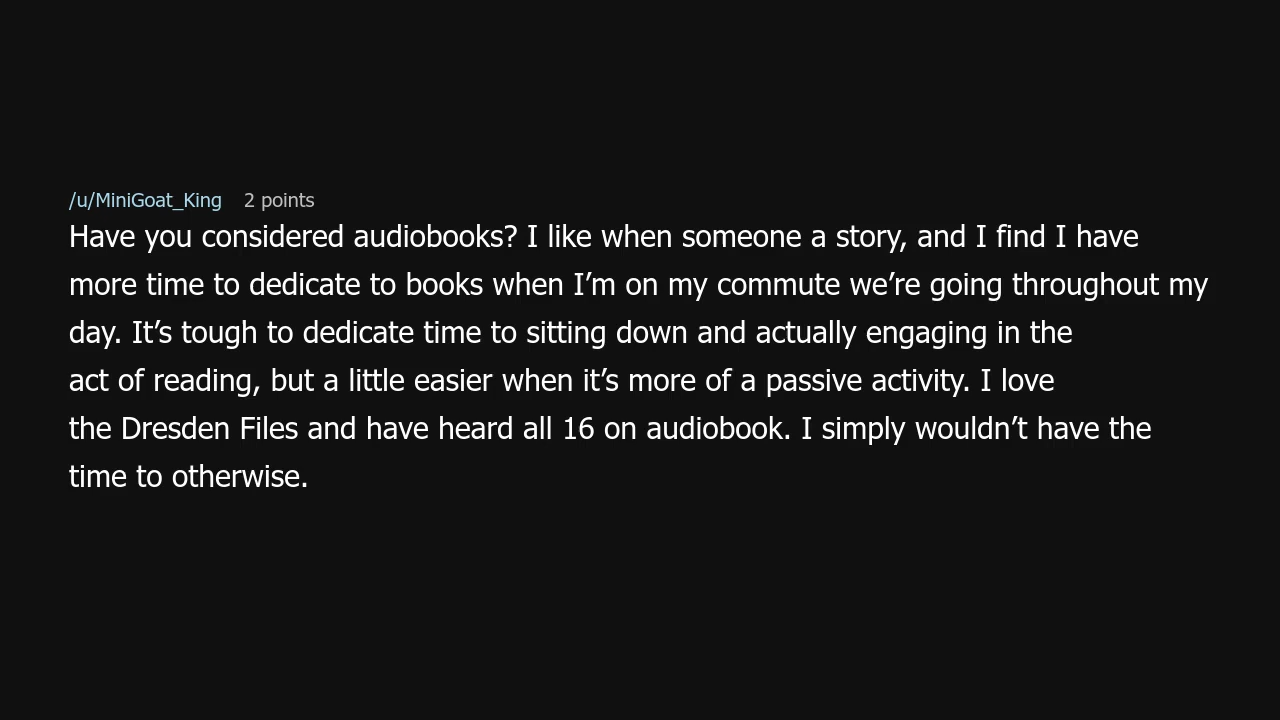 /u/MiniGoat_King 2 points
Have you considered audiobooks? I like when someone a story, and I find I have
more time to dedicate to books when I’m on my commute we’re going throughout my
day. It’s tough to dedicate time to sitting down and actually engaging in the
act of reading, but a little easier when it’s more of a passive activity. I love
the Dresden Files and have heard all 16 on audiobook. I simply wouldn’t have the
time to otherwise.